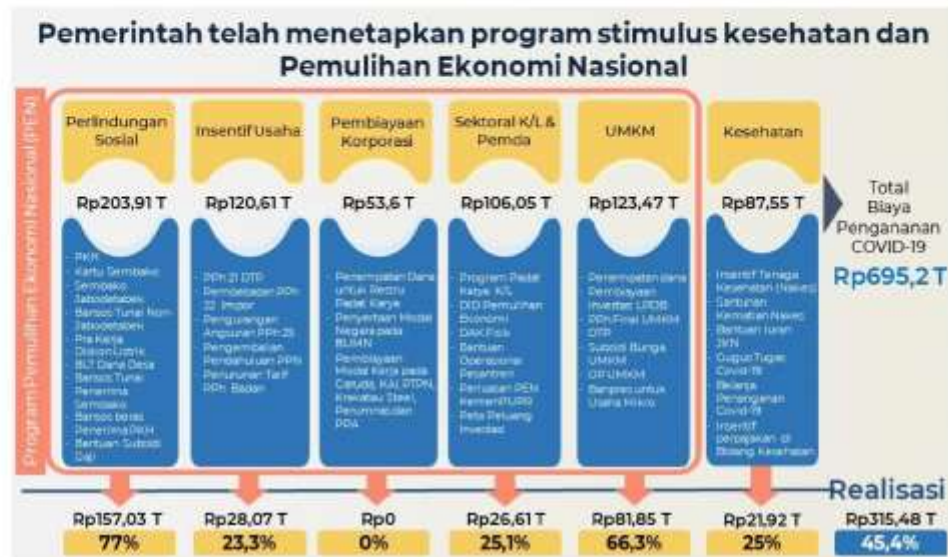 Pemerintah telah menetapkan program stimulus kesehatan dan
Pemulihan Ekonomi Nasional
Program Pemulihan Ekonomi Nasional (PEN)
Perlindungan
Sosial
Rp203,91 T
- PKH
- Kartu Sembako
- Sembako
Jabodetabek
- Bansos Tunai Non-
Jabodetabek
- Pra Kerja
- Diskon Listrik
- BLT Dana Desa
- Bansos Tunai
Penerima
Sembako
- Bansos beras
Penerima PKH
- Bantuan Subsidi
Gaji
Insentif Usaha
Rp120,61 T
- PPh 21 DTP
- Pembebasan PPh
22 Impor
- Pengurangan
Angsuran PPh 25
- Pengembalian
Pendahuluan PPN
- Penurunan Tarif
PPh Badan
Pembiayaan
Korporasi
Rp53,6 T
- Penempatan Dana
untuk Restru
Padat Karya
- Penyertaan Modal
Negara pada
BUMN
- Pembiayaan
Modal Kerja pada
Garuda, KAI, PTPN,
Krakatau Steel,
Perumnas dan
PPA
Sektoral K/L &
Pemda
Rp106,05 T
- Program Padat
Karya K/L
- DID Pemulihan
Ekonomi
- DAK Fisik
- Bantuan
Operasional
Pesantren
- Perluasan PEN
- Peta Peluang
Investasi
UMKM
Rp123,47 T
- Penempatan dana
- Pembiayaan
Investasi LPDB
- PPh Final UMKM
DTP
- Subsidi Bunga
UMKM
- IJP UMKM
- Banpres untuk
Usaha Mikro
Kesehatan
Rp87,55 T
- Insentif Tenaga
Kesehatan (Nakes)
- Santunan
Kematian Nakes
- Bantuan Iuran
JKN
- Gugus Tugas
Covid-19
- Belanja
Penanganan
Covid-19
- Insentif
perpajakan di
Bidang Kesehatan
Total
Biaya
Pengananan
COVID-19
Rp695,2 T
Realisasi
Rp157,03 T
77%
Rp28,07 T
23,3%
Rp0
0%
Rp26,61 T
25,1%
Rp81,85 T
66,3%
Rp21,92 T
25%
Rp315,48 T
45,4%